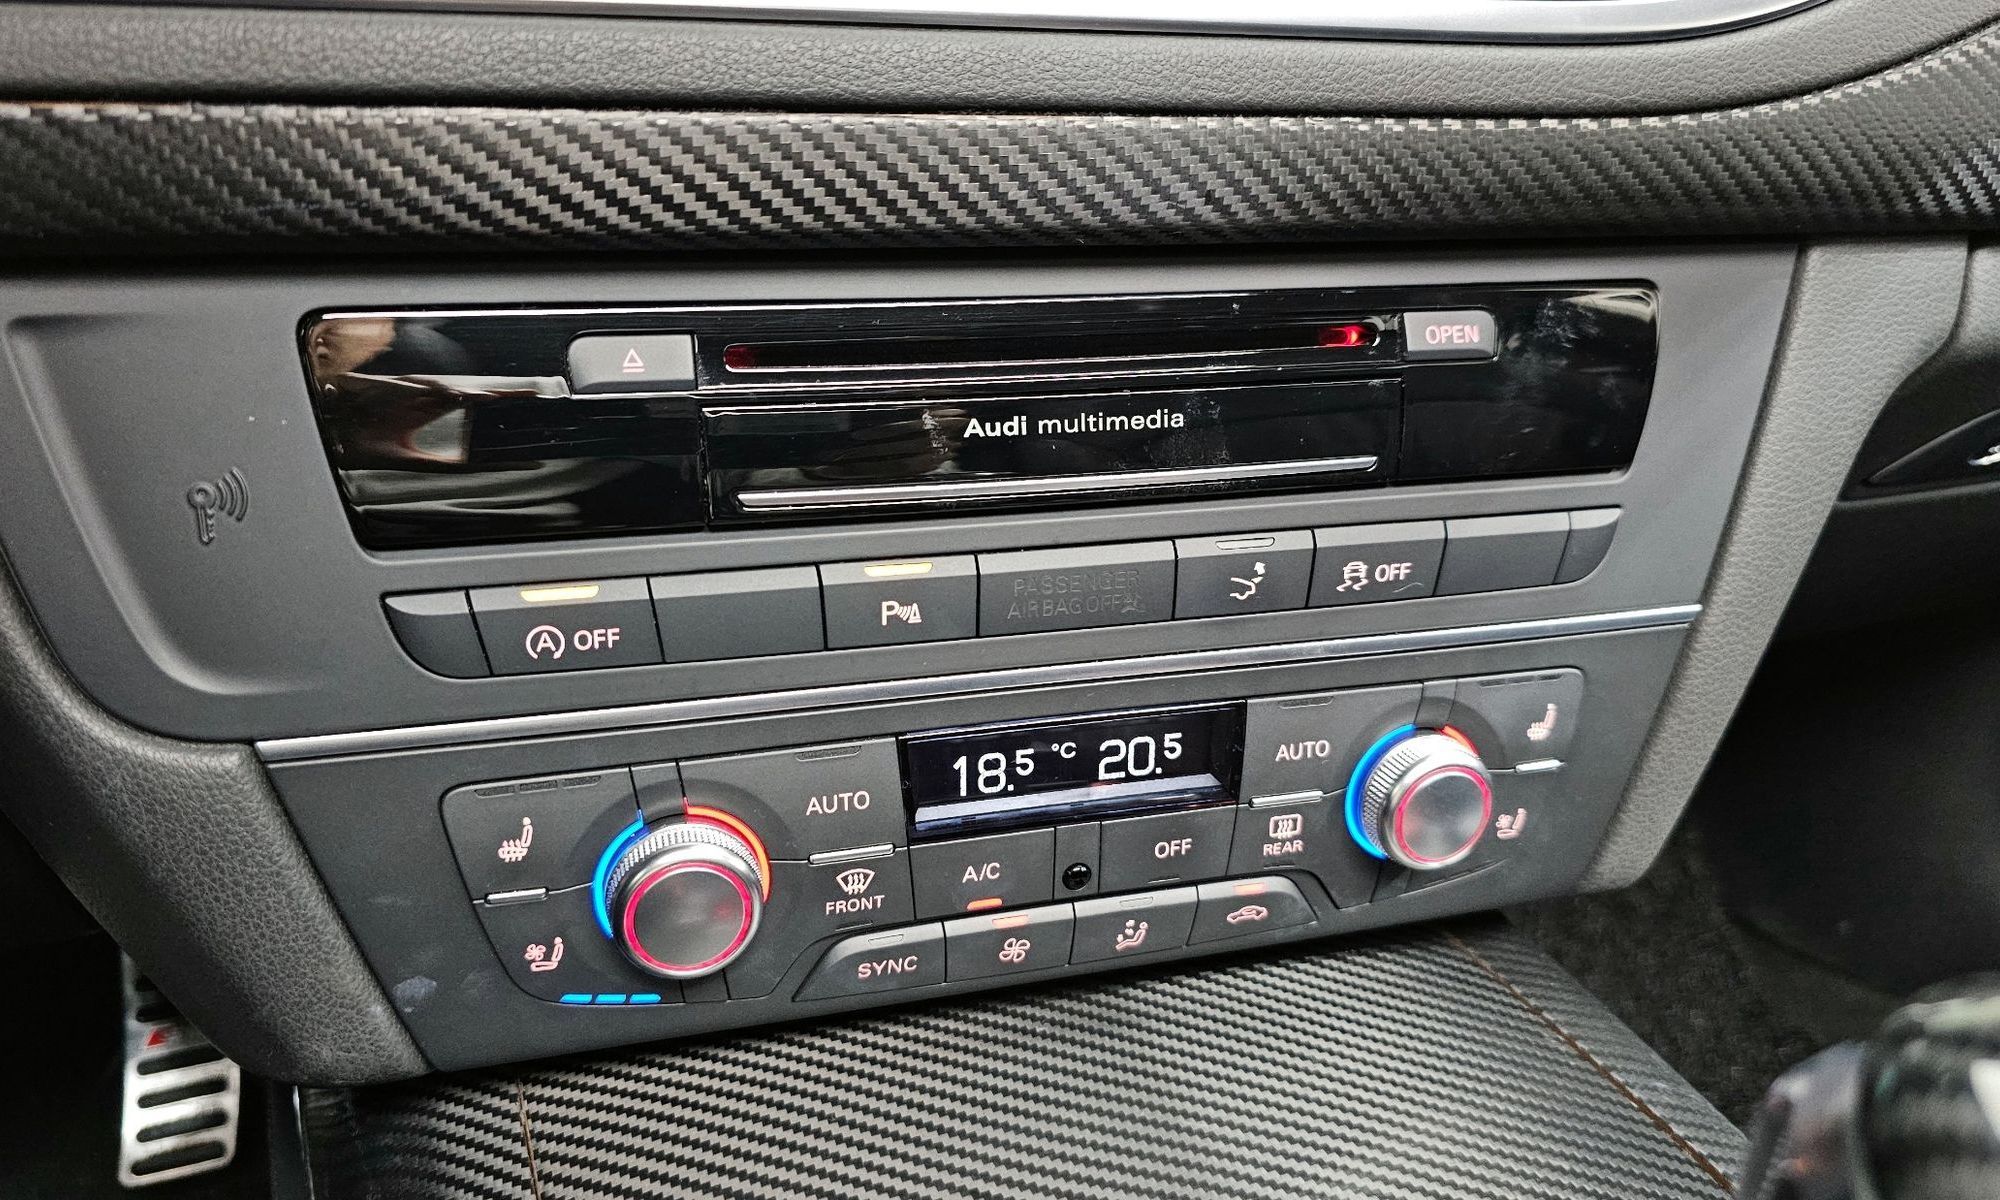 OPEN
Audi multimedia
A OFF
P
PASSENGER
AIRBAG OFF
OFF
18.5 °C 20.5
AUTO
AUTO
A/C
OFF
REAR
FRONT
SYNC